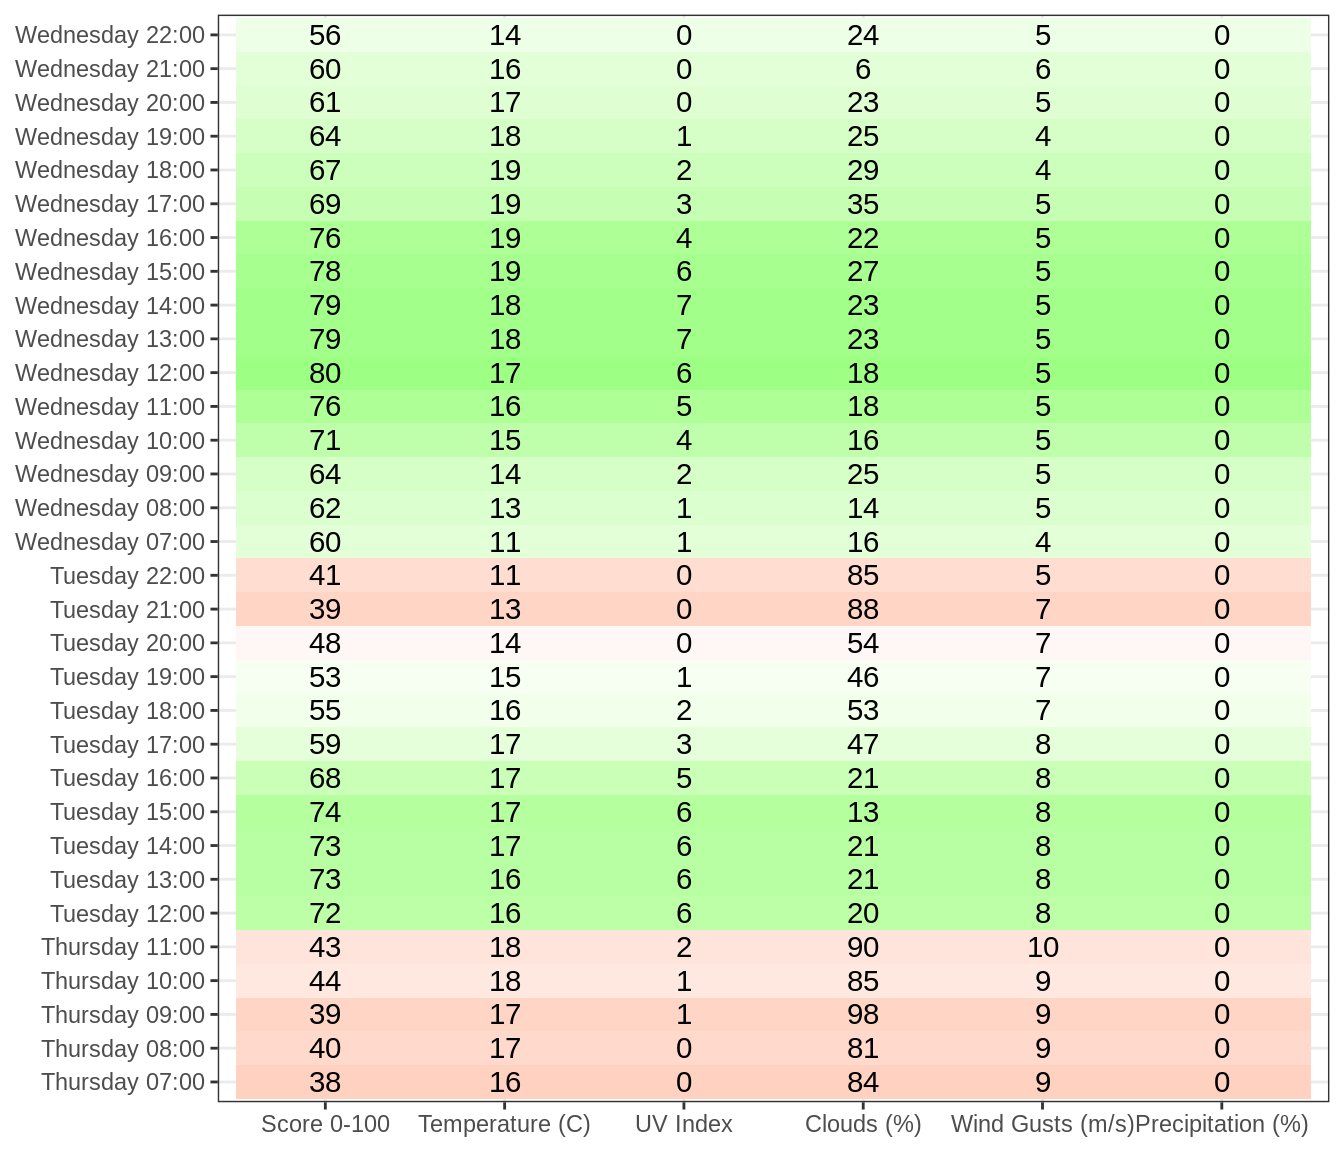 Wednesday 22:00 56 14 0 24 5 0
Wednesday 21:00 60 16 0 6 6 0
Wednesday 20:00 61 17 0 23 5 0
Wednesday 19:00 64 18 1 25 4 0
Wednesday 18:00 67 19 2 29 4 0
Wednesday 17:00 69 19 3 35 5 0
Wednesday 16:00 76 19 4 22 5 0
Wednesday 15:00 78 19 6 27 5 0
Wednesday 14:00 79 18 7 23 5 0
Wednesday 13:00 79 18 7 23 5 0
Wednesday 12:00 80 17 6 18 5 0
Wednesday 11:00 76 16 5 18 5 0
Wednesday 10:00 71 15 4 16 5 0
Wednesday 09:00 64 14 2 25 5 0
Wednesday 08:00 62 13 1 14 5 0
Wednesday 07:00 60 11 1 16 4 0
Tuesday 22:00 41 11 0 85 5 0
Tuesday 21:00 39 13 0 88 7 0
Tuesday 20:00 48 14 0 54 7 0
Tuesday 19:00 53 15 1 46 7 0
Tuesday 18:00 55 16 2 53 7 0
Tuesday 17:00 59 17 3 47 8 0
Tuesday 16:00 68 17 5 21 8 0
Tuesday 15:00 74 17 6 13 8 0
Tuesday 14:00 73 17 6 21 8 0
Tuesday 13:00 73 16 6 21 8 0
Tuesday 12:00 72 16 6 20 8 0
Thursday 11:00 43 18 2 90 10 0
Thursday 10:00 44 18 1 85 9 0
Thursday 09:00 39 17 1 98 9 0
Thursday 08:00 40 17 0 81 9 0
Thursday 07:00 38 16 0 84 9 0
Score 0-100 Temperature (C) UV Index Clouds (%) Wind Gusts (m/s) Precipitation (%)